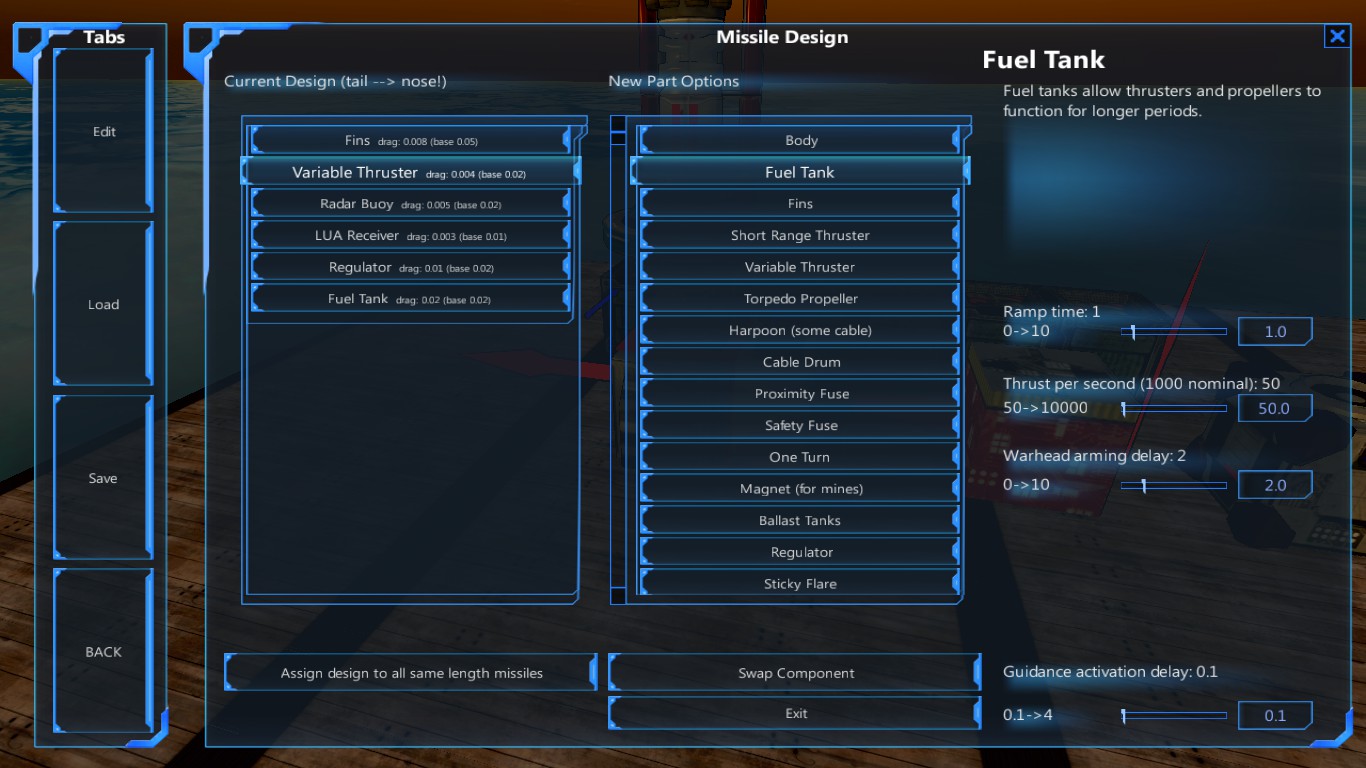 Tabs
Edit
Load
Save
BACK
Missile Design
Current Design (tail --> nose!)
Fins drag: 0.008 (base 0.05)
Variable Thruster drag: 0.004 (base 0.02)
Radar Buoy drag: 0.005 (base 0.02)
LUA Receiver drag: 0.003 (base 0.01)
Regulator drag: 0.01 (base 0.02)
Fuel Tank drag: 0.02 (base 0.02)
Assign design to all same length missiles
New Part Options
Body
Fuel Tank
Fins
Short Range Thruster
Variable Thruster
Torpedo Propeller
Harpoon (some cable)
Cable Drum
Proximity Fuse
Safety Fuse
One Turn
Magnet (for mines)
Ballast Tanks
Regulator
Sticky Flare
Swap Component
Exit
Fuel Tank
Fuel tanks allow thrusters and propellers to
function for longer periods.
Ramp time: 1
0->10 1.0
Thrust per second (1000 nominal): 50
50->10000 50.0
Warhead arming delay: 2
0->10 2.0
Guidance activation delay: 0.1
0.1->4 0.1